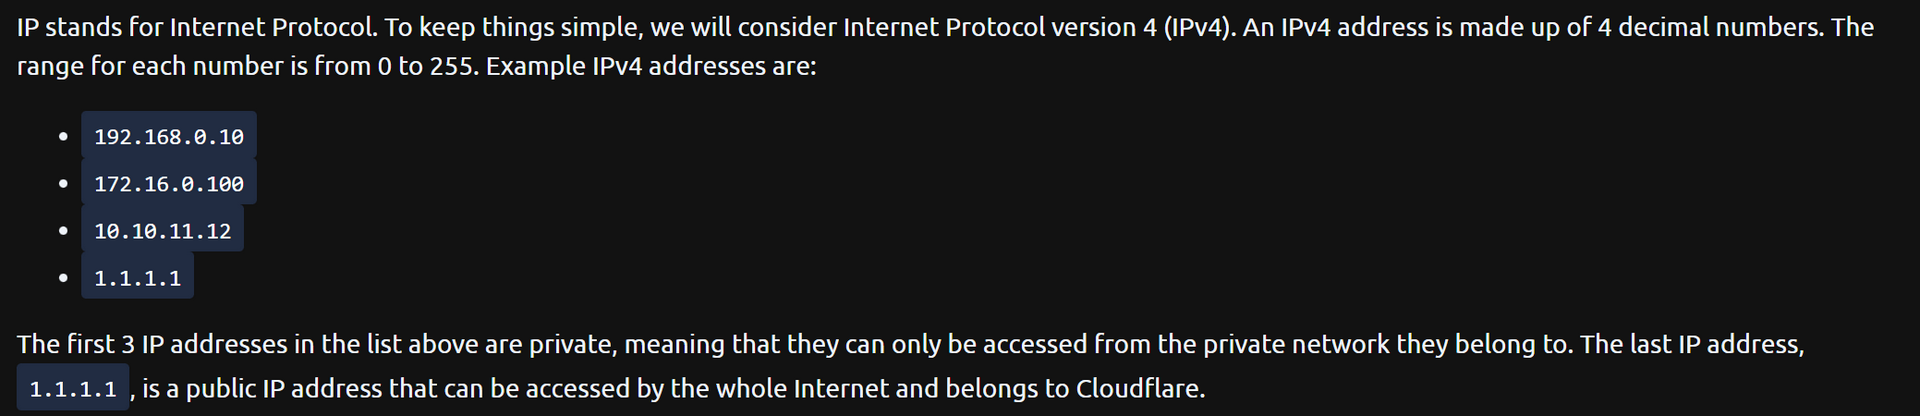 IP stands for Internet Protocol. To keep things simple, we will consider Internet Protocol version 4 (IPv4). An IPv4 address is made up of 4 decimal numbers. The
range for each number is from 0 to 255. Example IPv4 addresses are:
• 192.168.0.10
• 172.16.0.100
• 10.10.11.12
• 1.1.1.1
The first 3 IP addresses in the list above are private, meaning that they can only be accessed from the private network they belong to. The last IP address,
1.1.1.1 , is a public IP address that can be accessed by the whole Internet and belongs to Cloudflare.